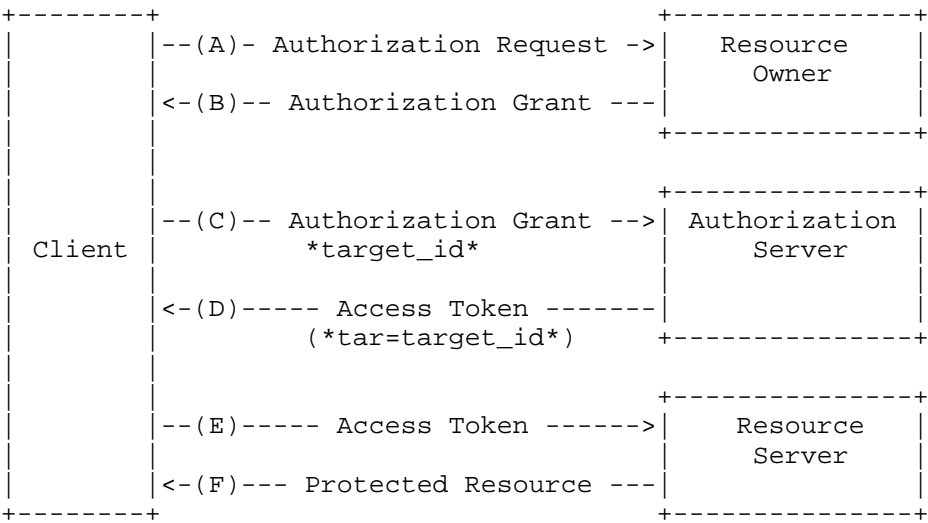 --(A)- Authorization Request -> Resource
Owner
<-(B)-- Authorization Grant ---
--(C)-- Authorization Grant --> Authorization
Client *target_id* Server
<-(D)----- Access Token -------
(*tar=target_id*)
--(E)----- Access Token ------> Resource
Server
<-(F)--- Protected Resource ---